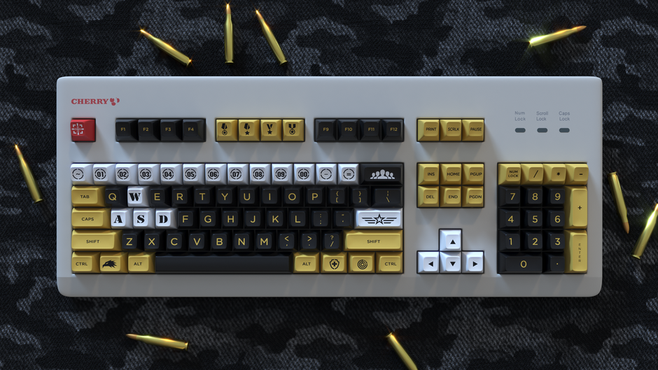 CHERRY
Num Lock Scroll Lock Caps Lock
F1 F2 F3 F4 F9 F10 F11 F12 PRINT SCRLK PAUSE
01 02 03 04 05 06 07 08 09 00 INS HOME PGUP NUM LOCK / * -
TAB Q W E R T Y U I O P [ ] \ DEL END PGDN 7 8 9 +
CAPS A S D F G H J K L 4 5 6
SHIFT Z X C V B N M < > / SHIFT ▲ 1 2 3 ENTER
CTRL ALT ALT CTRL ◀ ▼ ▶ 0 .